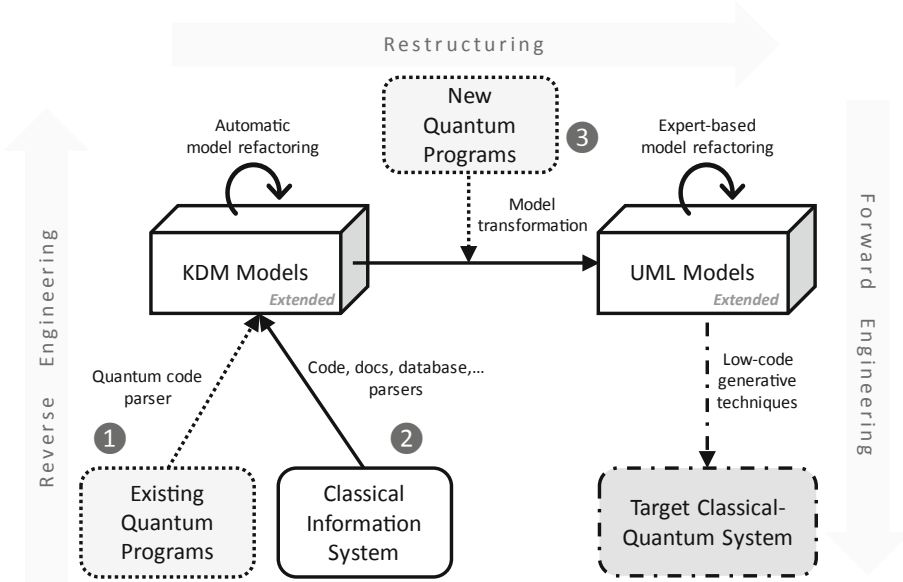 Restructuring
New
Quantum
Programs
3
Automatic
model refactoring
Expert-based
model refactoring
Model
transformation
KDM Models
Extended
UML Models
Extended
Reverse Engineering
Forward Engineering
Quantum code
parser
Code, docs, database,...
parsers
Low-code
generative
techniques
1
2
Existing
Quantum
Programs
Classical
Information
System
Target Classical-
Quantum System